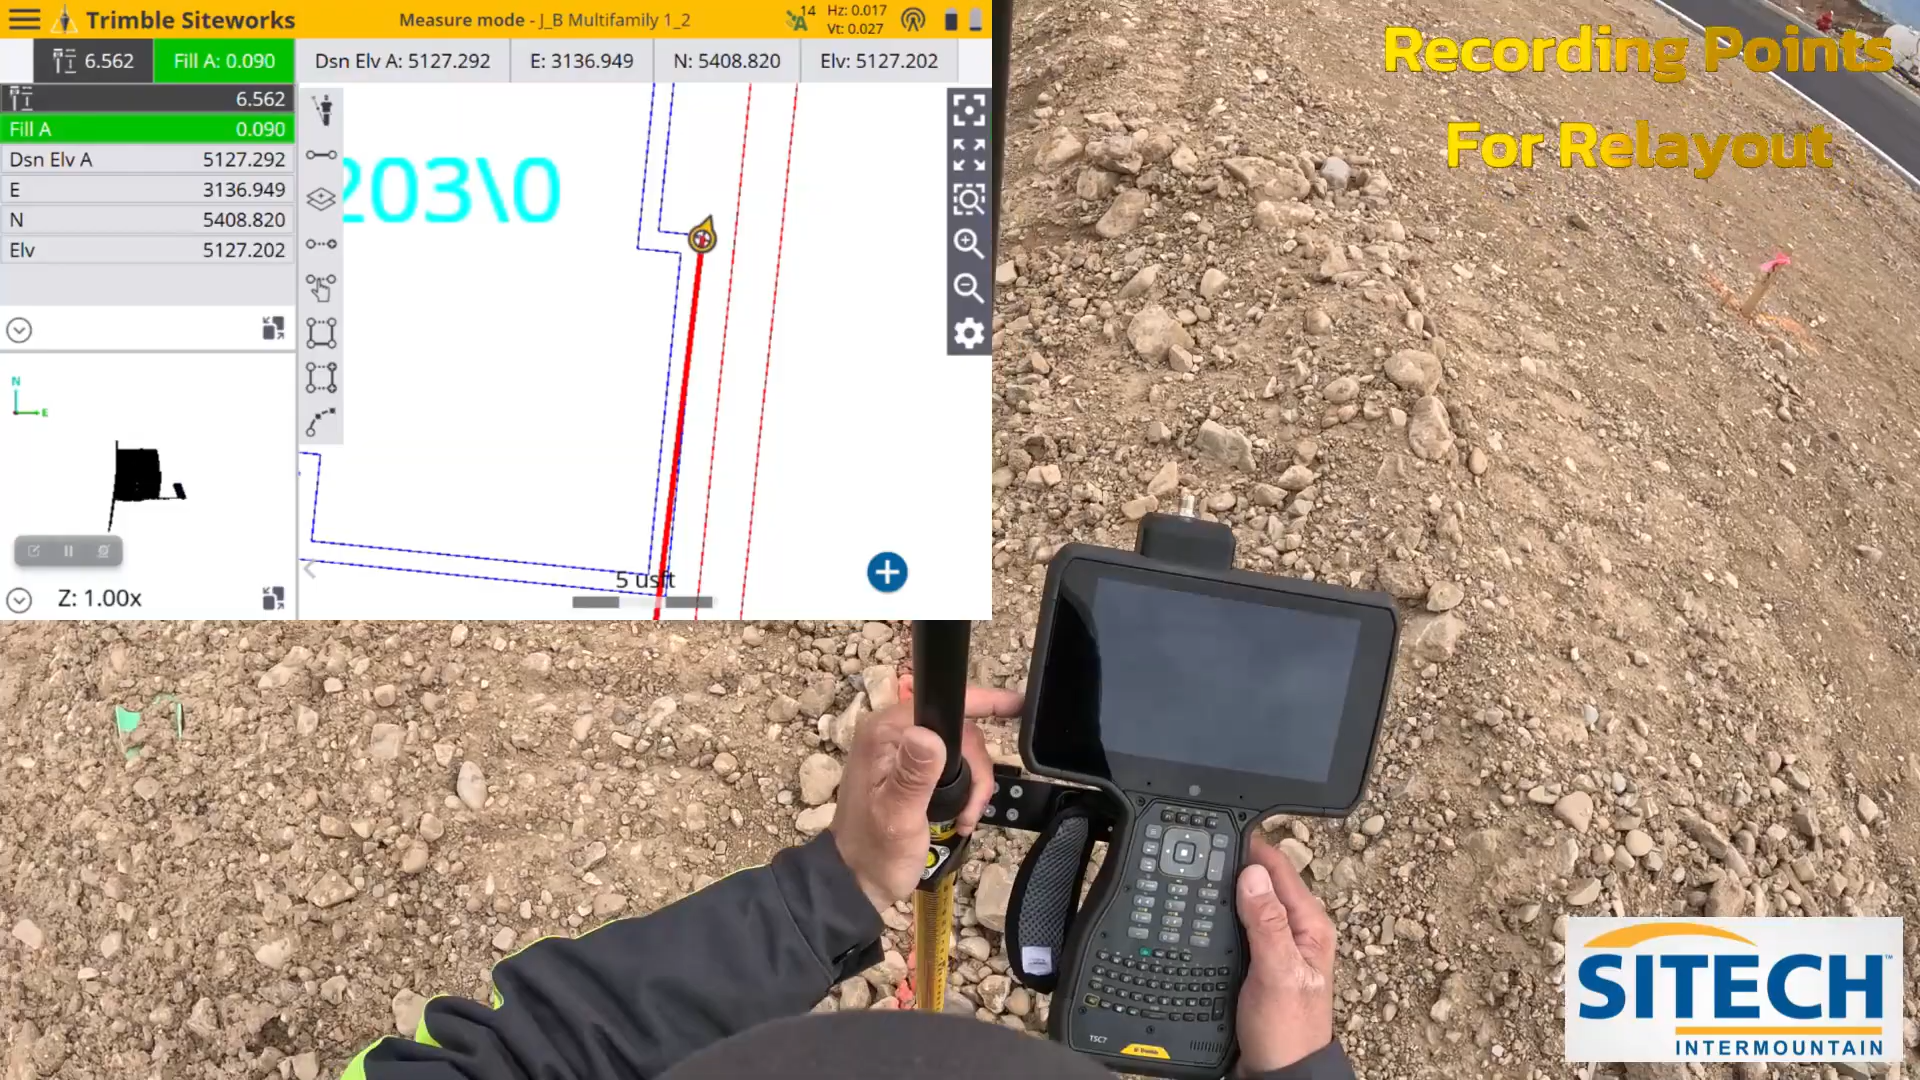 Trimble Siteworks
Measure mode - J_B Multifamily 1_2
14
Hz: 0.017
Vt: 0.027
6.562
Fill A: 0.090
Dsn Elv A: 5127.292
E: 3136.949
N: 5408.820
Elv: 5127.202
6.562
Fill A 0.090
Dsn Elv A 5127.292
E 3136.949
N 5408.820
Elv 5127.202
203\0
N
E
Z: 1.00x
5 usft
Recording Points
For Relayout
TSC7
Trimble
SITECH
INTERMOUNTAIN